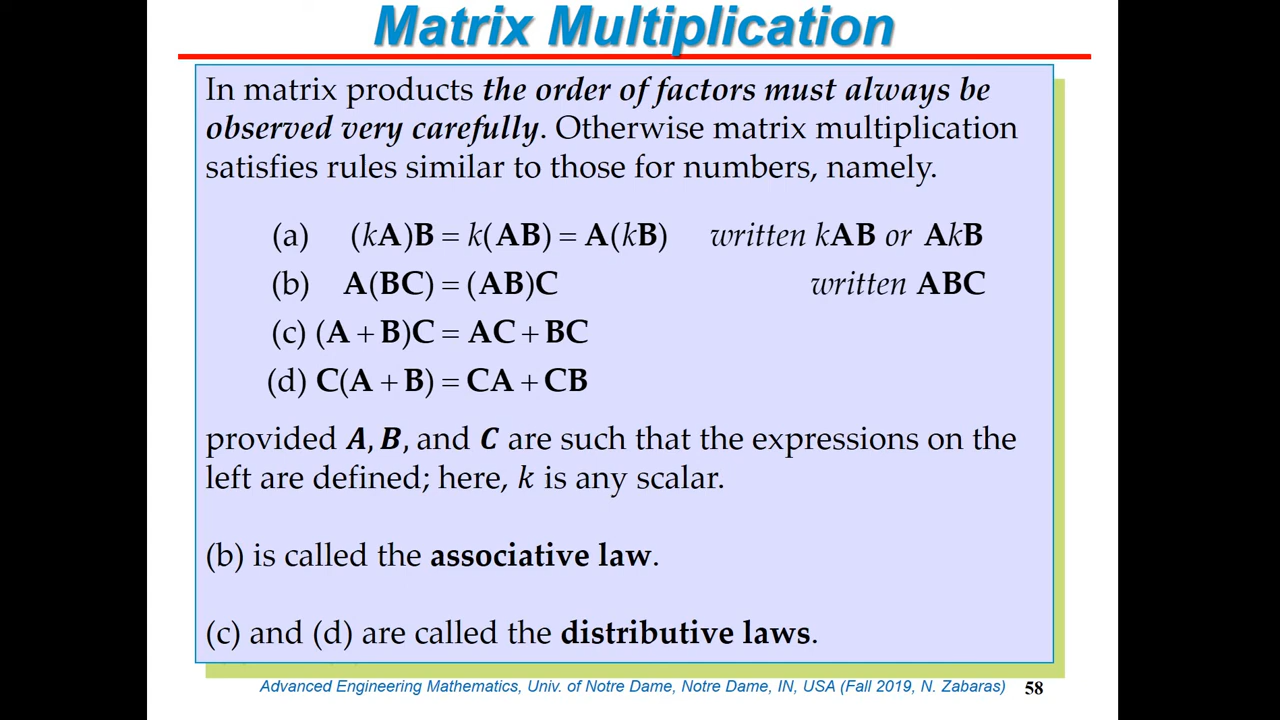 Matrix Multiplication
In matrix products the order of factors must always be
observed very carefully. Otherwise matrix multiplication
satisfies rules similar to those for numbers, namely.
(a) (kA)B = k(AB) = A(kB) written kAB or AkB
(b) A(BC) = (AB)C written ABC
(c) (A + B)C = AC + BC
(d) C(A + B) = CA + CB
provided A, B, and C are such that the expressions on the
left are defined; here, k is any scalar.
(b) is called the associative law.
(c) and (d) are called the distributive laws.
Advanced Engineering Mathematics, Univ. of Notre Dame, Notre Dame, IN, USA (Fall 2019, N. Zabaras) 58